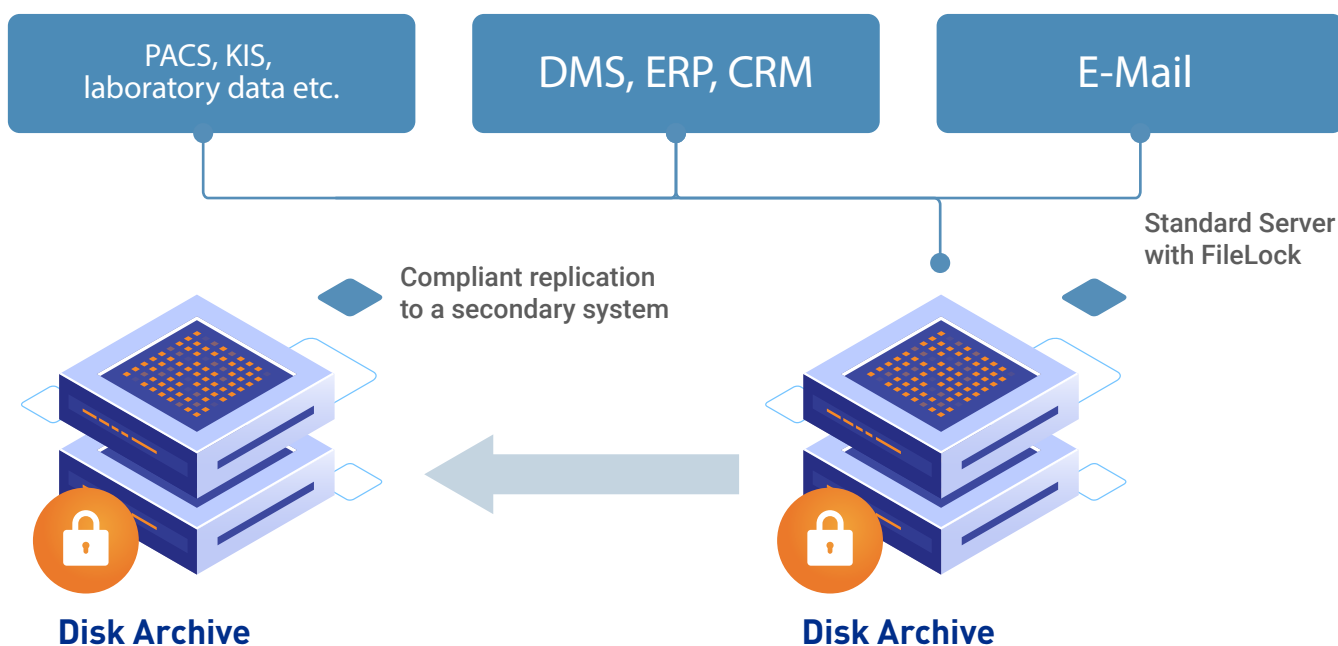 PACS, KIS,
laboratory data etc.
DMS, ERP, CRM
E-Mail
Standard Server
with FileLock
Compliant replication
to a secondary system
Disk Archive
Disk Archive